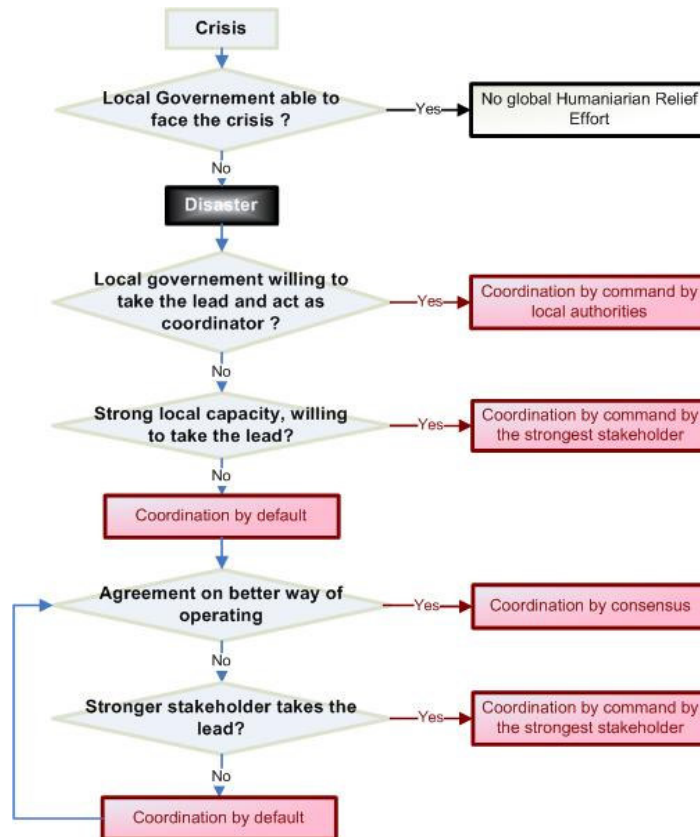 Crisis
Local Governement able to
face the crisis ?
Yes
No global Humaniarian Relief
Effort
No
Disaster
Local governement willing to
take the lead and act as
coordinator ?
Yes
Coordination by command by
local authorities
No
Strong local capacity, willing
to take the lead?
Yes
Coordination by command by
the strongest stakeholder
No
Coordination by default
Agreement on better way of
operating
Yes
Coordination by consensus
No
Stronger stakeholder takes the
lead?
Yes
Coordination by command by
the strongest stakeholder
No
Coordination by default